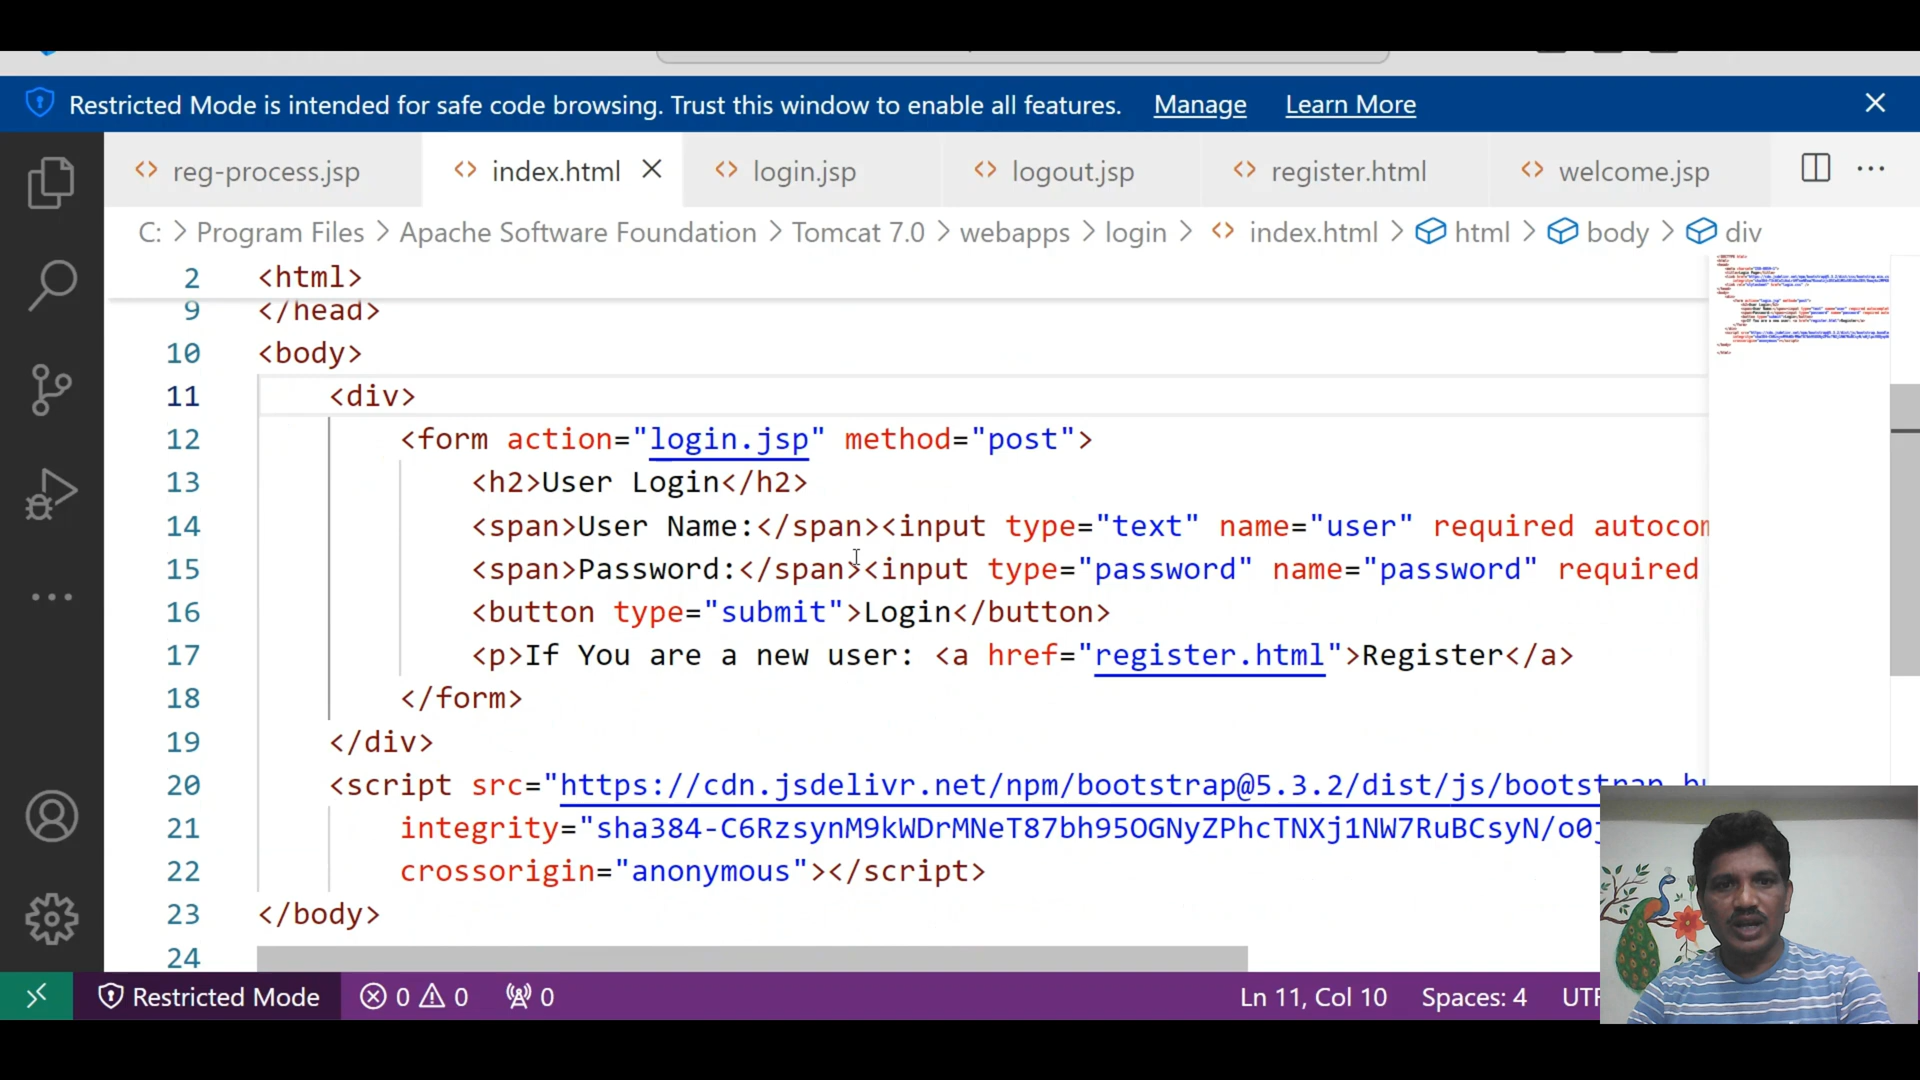 Restricted Mode is intended for safe code browsing. Trust this window to enable all features. Manage Learn More
reg-process.jsp index.html login.jsp logout.jsp register.html welcome.jsp
C: > Program Files > Apache Software Foundation > Tomcat 7.0 > webapps > login > index.html > html > body > div
2 <html>
9 </head>
10 <body>
11 <div>
12 <form action="login.jsp" method="post">
13 <h2>User Login</h2>
14 <span>User Name:</span><input type="text" name="user" required autocom
15 <span>Password:</span><input type="password" name="password" required
16 <button type="submit">Login</button>
17 <p>If You are a new user: <a href="register.html">Register</a>
18 </form>
19 </div>
20 <script src="https://cdn.jsdelivr.net/npm/bootstrap@5.3.2/dist/js/bootstrap
21 integrity="sha384-C6RzsynM9kWDrMNeT87bh95OGNyZPhcTNXj1NW7RuBCsyN/o0
22 crossorigin="anonymous"></script>
23 </body>
24
Restricted Mode 0 0 0 Ln 11, Col 10 Spaces: 4 UTF